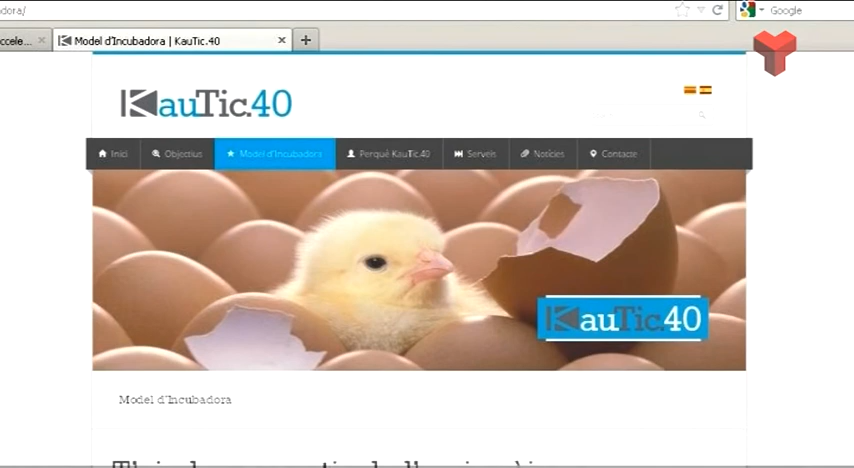 dora/
Google
ccele...
Model d'Incubadora | KauTic.40
KauTic.40
Inici
Objectius
Model d'Incubadora
Perquè KauTic.40
Serveis
Notícies
Contacte
KauTic.40
Model d'Incubadora